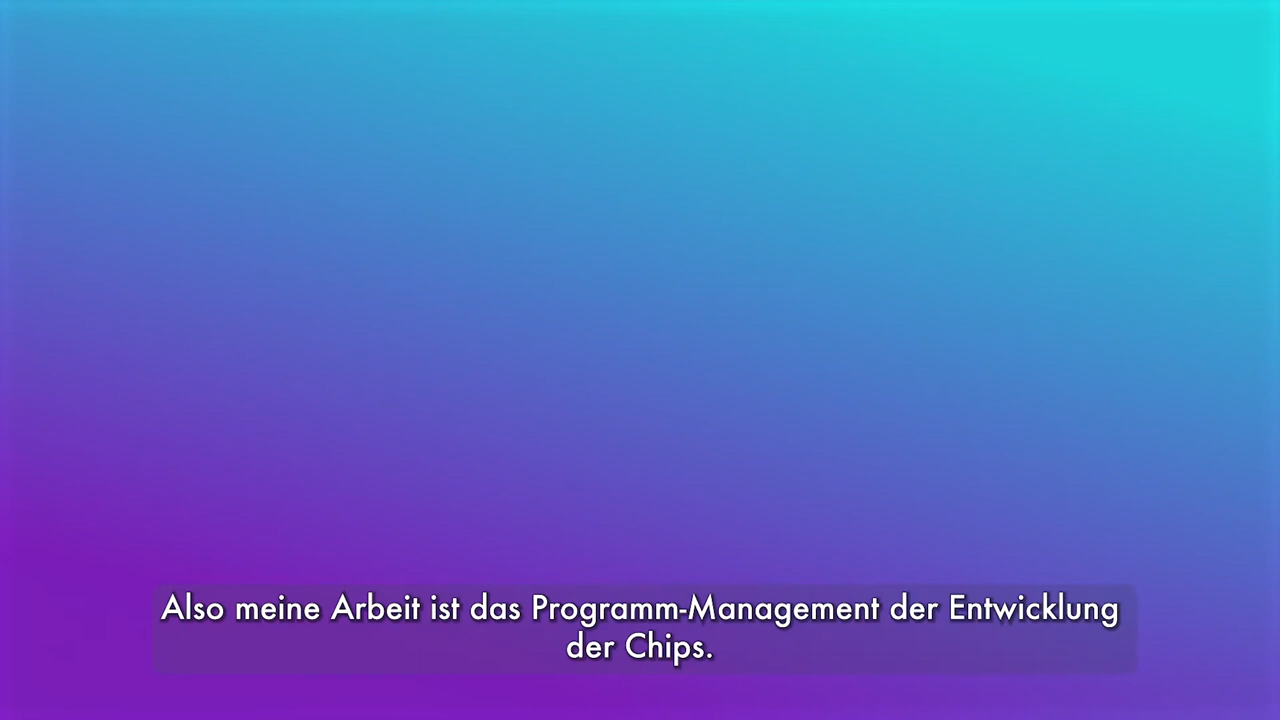 Also meine Arbeit ist das Programm-Management der Entwicklung
der Chips.